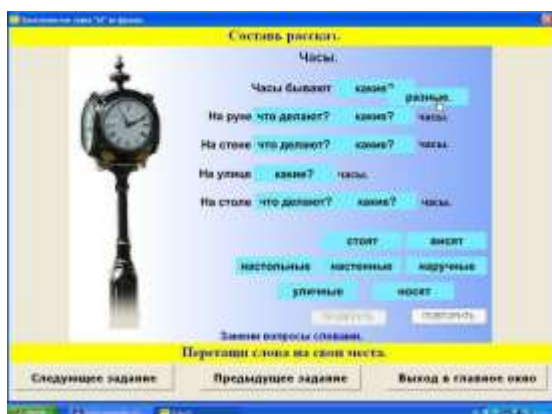 Составь рассказ.
Часы.
Часы бывают какие? разные.
На руке что делают? какие? часы.
На стене что делают? какие? часы.
На улице какие? часы.
На столе что делают? какие? часы.
стоят висят
настольные настенные наручные
уличные носят
проверить повторить
Замени вопросы словами.
Перетащи слова на свои места.
Следующее задание Предыдущее задание Выход в главное окно